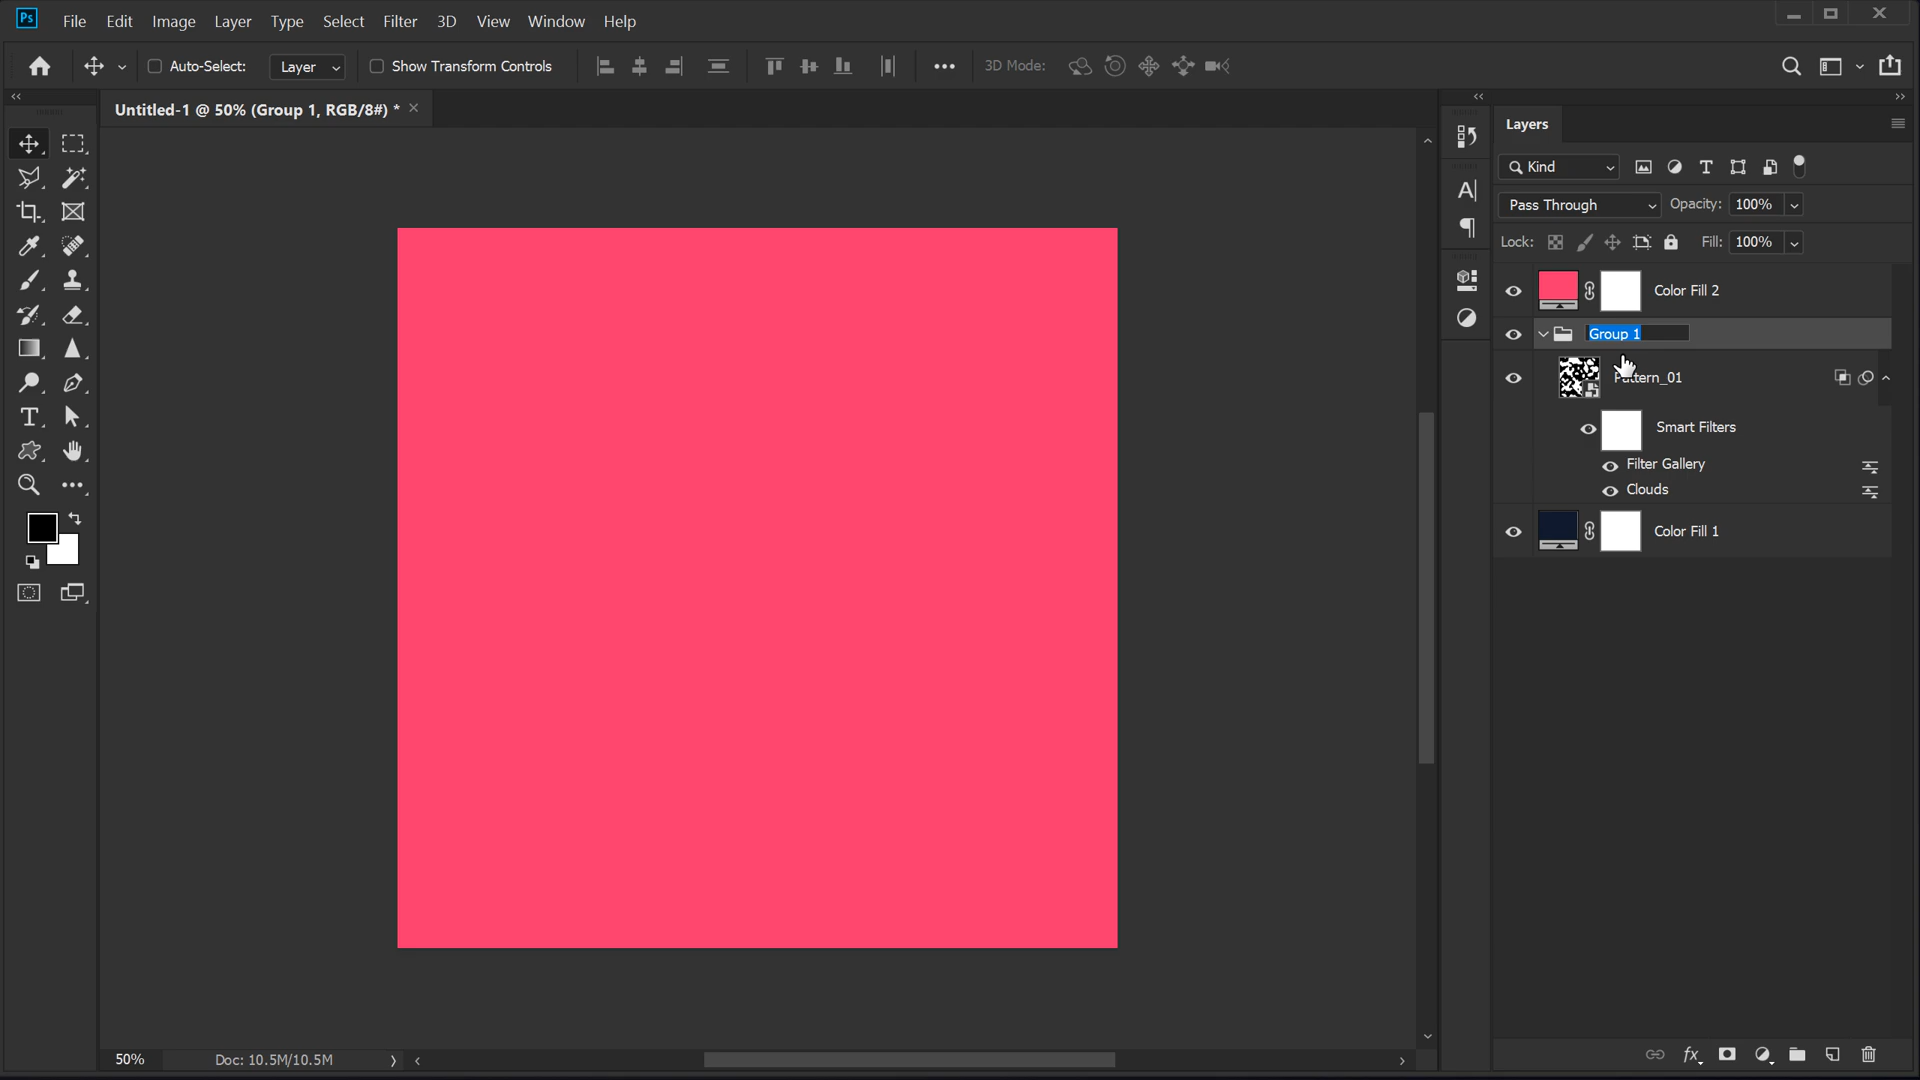 Ps File Edit Image Layer Type Select Filter 3D View Window Help
Auto-Select: Layer Show Transform Controls 3D Mode:
Untitled-1 @ 50% (Group 1, RGB/8#) *
Layers
Kind
Pass Through Opacity: 100%
Lock: Fill: 100%
Color Fill 2
Group 1
Pattern_01
Smart Filters
Filter Gallery
Clouds
Color Fill 1
50% Doc: 10.5M/10.5M